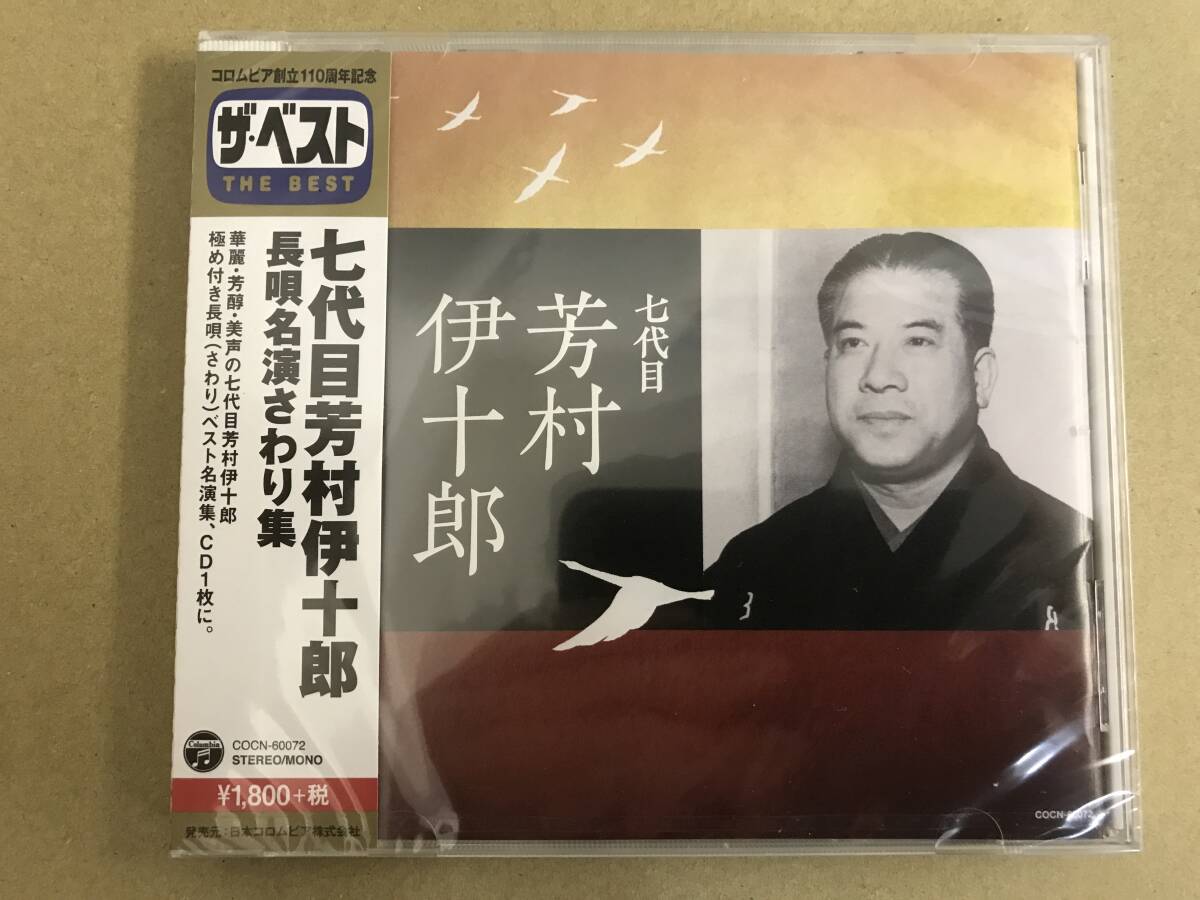 コロムビア創立110周年記念
ザ・ベスト
THE BEST
七代目芳村伊十郎
長唄名演さわり集
華麗・芳醇・美声の七代目芳村伊十郎
極め付き長唄(さわり)ベスト名演集、CD1枚に。
Columbia
COCN-60072
STEREO/MONO
¥1,800+税
発売元:日本コロムビア株式会社
七代目
芳村
伊十郎
COCN-60072